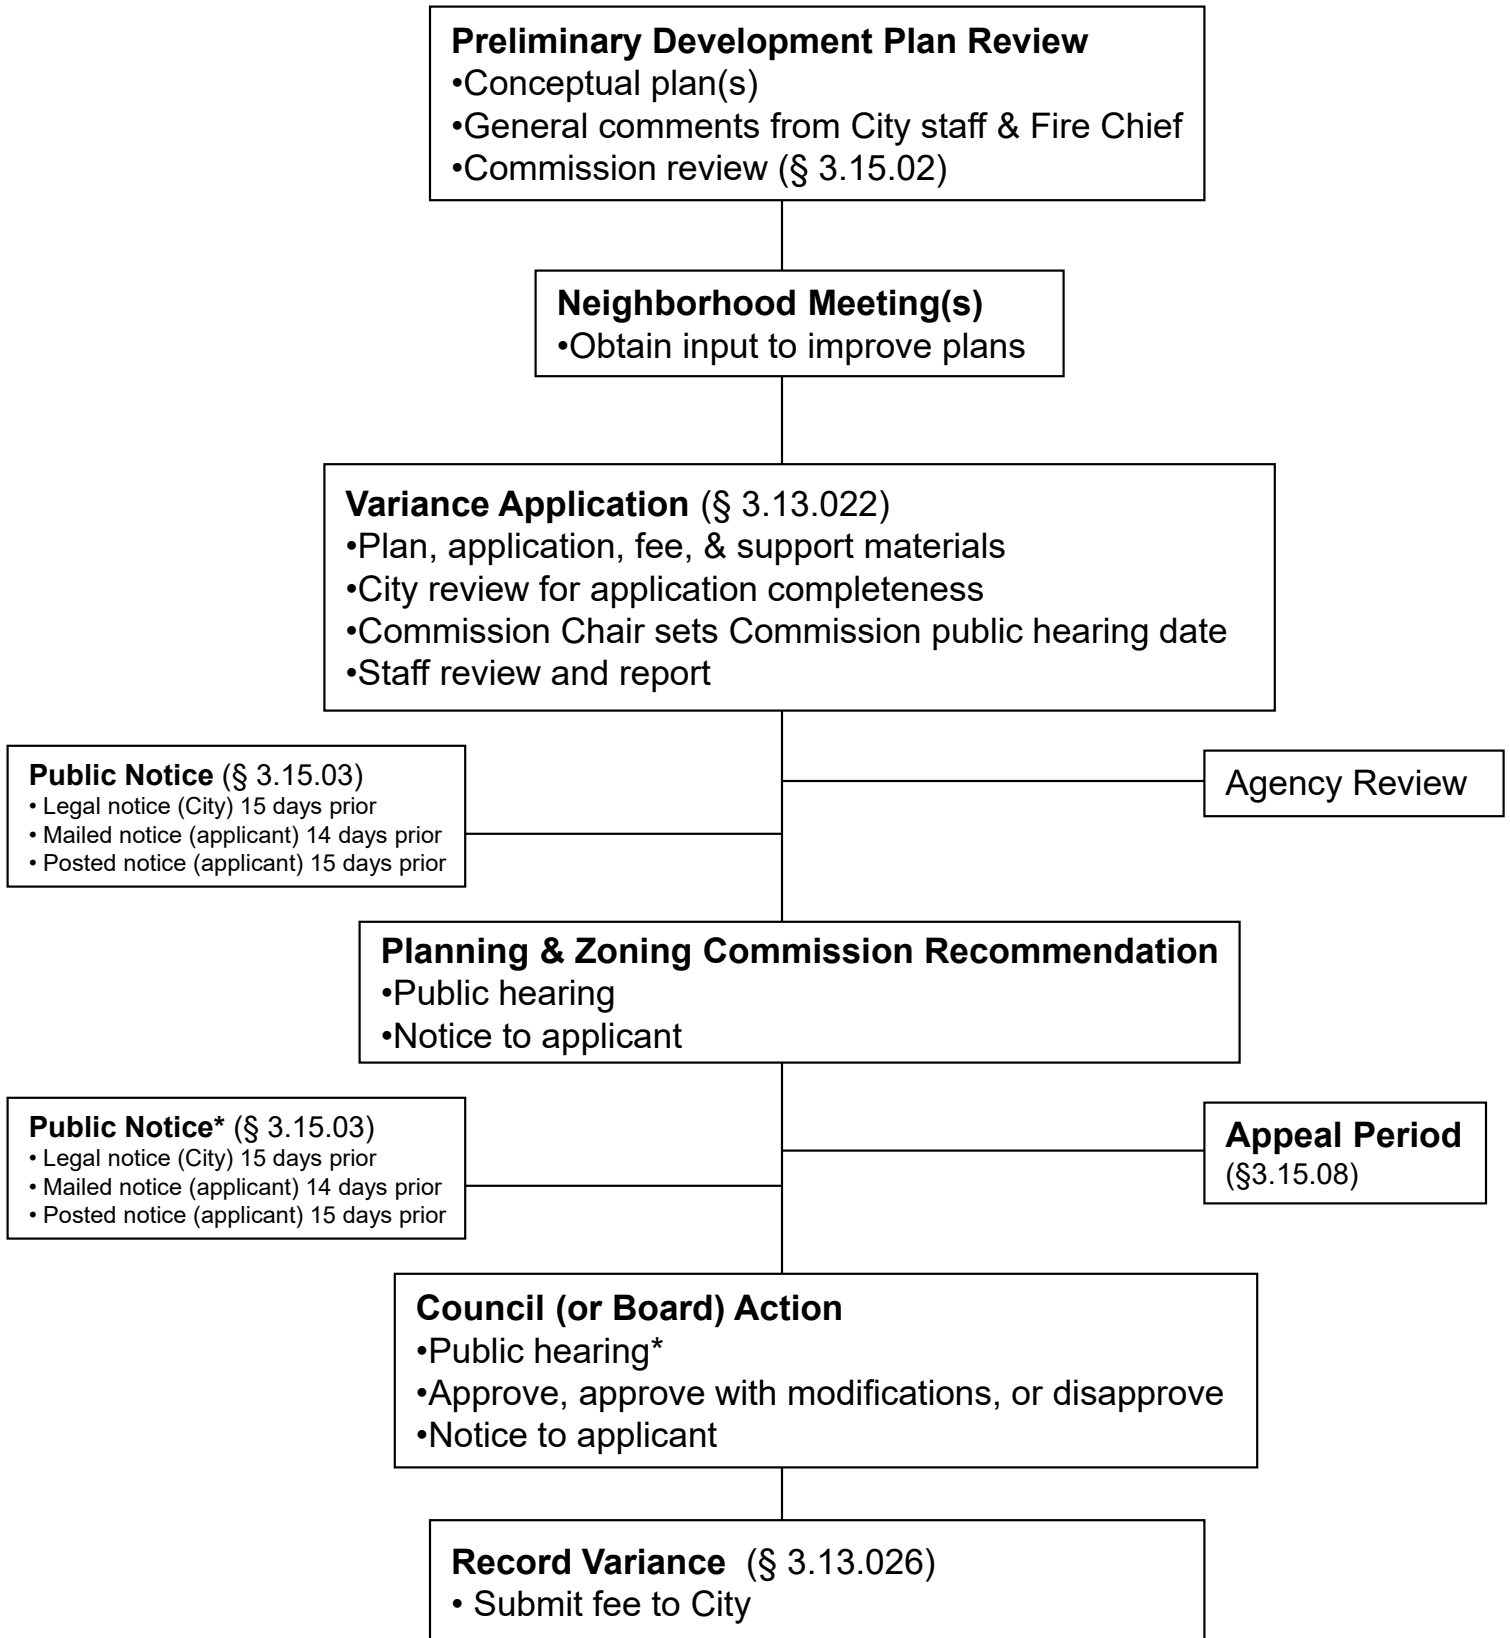 Preliminary Development Plan Review
•Conceptual plan(s)
•General comments from City staff & Fire Chief
•Commission review (§ 3.15.02)
Neighborhood Meeting(s)
•Obtain input to improve plans
Variance Application (§ 3.13.022)
•Plan, application, fee, & support materials
•City review for application completeness
•Commission Chair sets Commission public hearing date
•Staff review and report
Public Notice (§ 3.15.03)
• Legal notice (City) 15 days prior
• Mailed notice (applicant) 14 days prior
• Posted notice (applicant) 15 days prior
Agency Review
Planning & Zoning Commission Recommendation
•Public hearing
•Notice to applicant
Public Notice* (§ 3.15.03)
• Legal notice (City) 15 days prior
• Mailed notice (applicant) 14 days prior
• Posted notice (applicant) 15 days prior
Appeal Period
(§3.15.08)
Council (or Board) Action
•Public hearing*
•Approve, approve with modifications, or disapprove
•Notice to applicant
Record Variance (§ 3.13.026)
• Submit fee to City